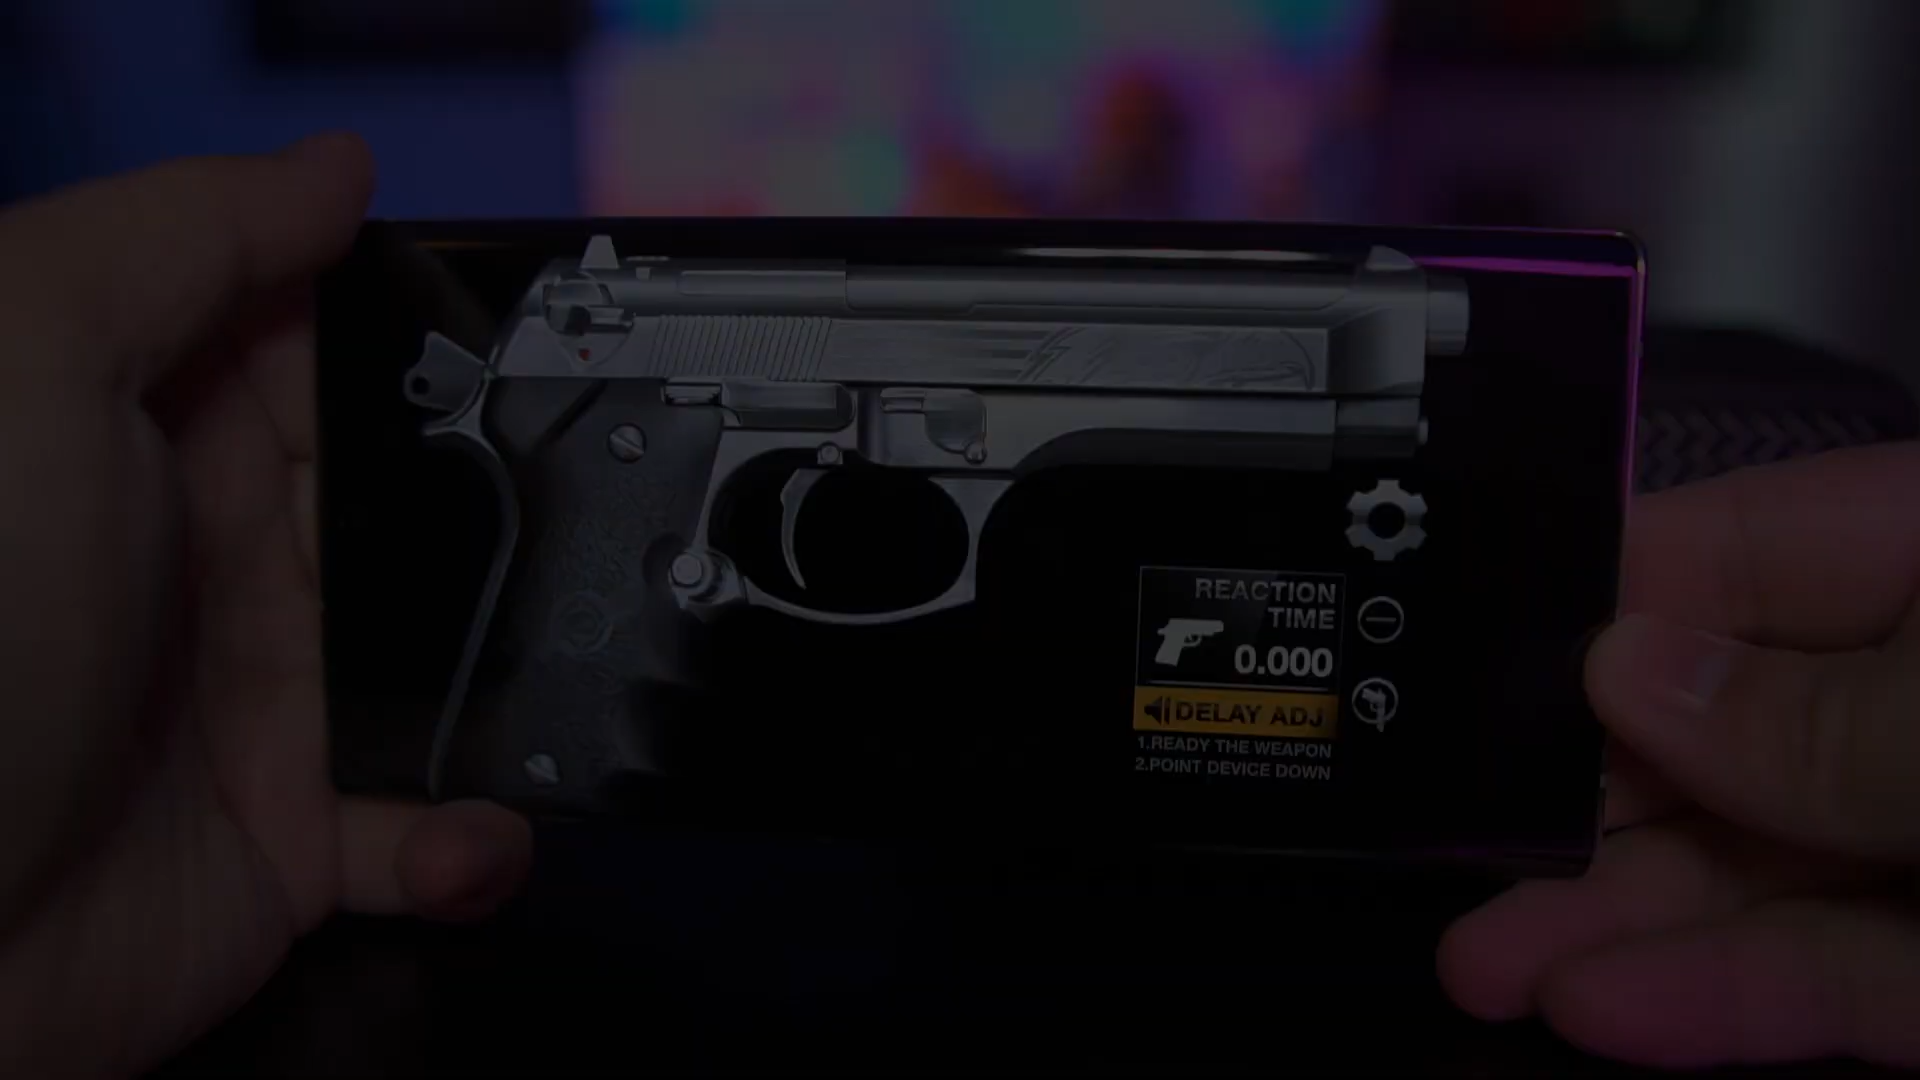 REACTION
TIME
0.000
DELAY ADJ
1.READY THE WEAPON
2.POINT DEVICE DOWN